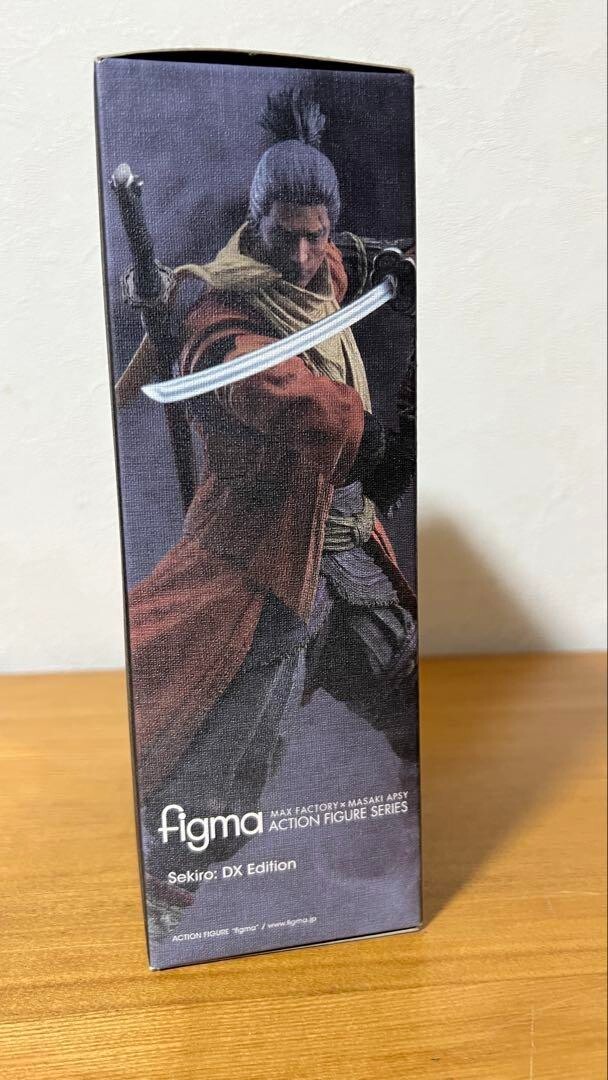 figma MAX FACTORY × MASAKI APSY
ACTION FIGURE SERIES
Sekiro: DX Edition
ACTION FIGURE "figma" / www.figma.jp